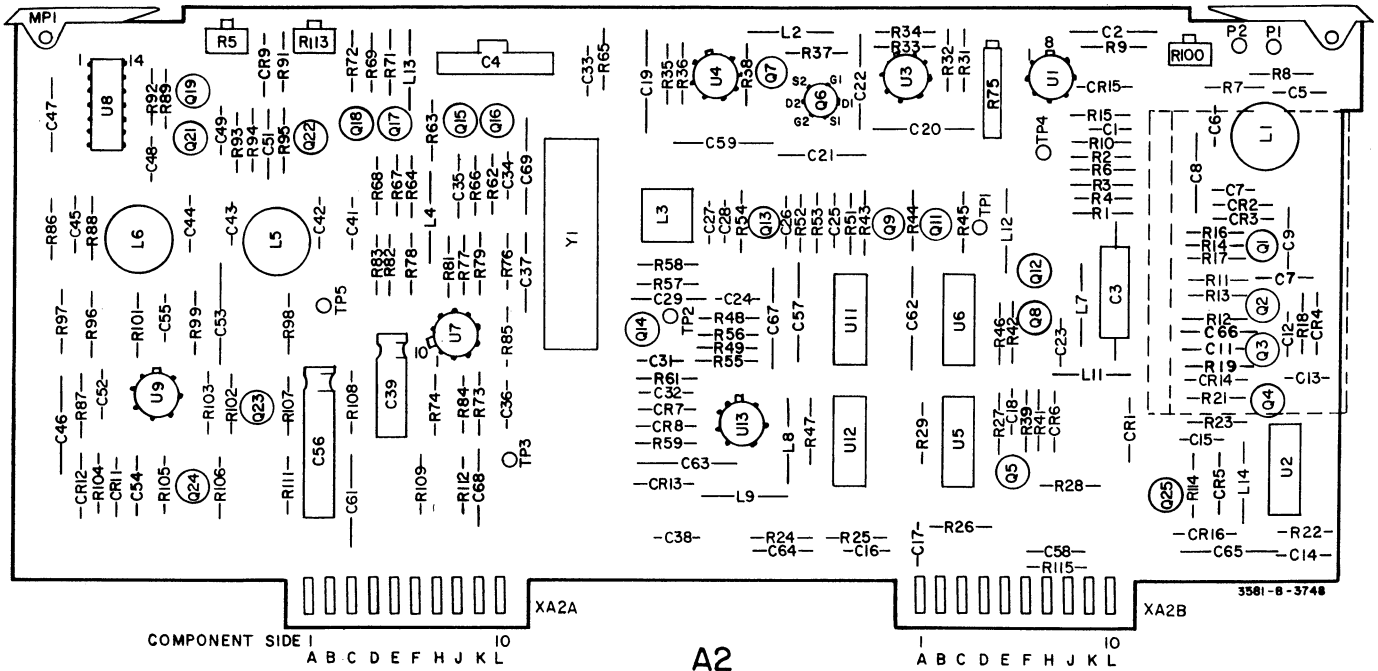 MP1
R5
R113
C4
L2
R34
R33
R37
C2
R9
R100
P2
P1
1
14
U8
C47
R92
R89
Q19
Q21
C48
C49
R93
R94
CR9
C51
R91
R95
Q22
R72
R69
R71
L13
Q18
Q17
R63
Q15
Q16
C33
R65
C19
R35
R36
U4
R38
Q7
S2
G1
D2
Q6
D1
G2
S1
C22
U3
R32
R31
R75
1
8
U1
CR15
TP4
C59
C21
C20
R15
C1
R10
R2
R6
R3
R4
R1
R7
R8
C5
C6
L1
C8
C7
CR2
CR3
R16
R14
R17
Q1
C9
R11
C7
R13
Q2
R12
C66
C11
R19
Q3
C12
R18
CR4
CR14
R21
C13
Q4
R86
C45
R88
L6
C44
C43
L5
C42
C41
R68
R67
R64
L4
C35
R66
R62
C34
C69
R83
R82
R78
R81
R77
R79
R76
C37
Y1
L3
C27
C28
R54
Q13
C26
R52
R53
C25
R51
R43
Q9
R44
Q11
R45
TP1
L12
R97
R96
R101
C55
R99
C53
R98
TP5
10
U7
R85
R58
R57
C29
C24
Q14
TP2
R48
R56
R49
R55
C31
C67
C57
U11
C62
U6
R46
R42
Q12
Q8
C23
L7
C3
L11
C46
R87
C52
U9
R103
R102
Q23
R107
C56
R108
C39
R74
R84
R73
C36
TP3
R61
C32
CR7
CR8
R59
C63
CR13
U13
L9
L8
R47
U12
R29
U5
R27
C18
R39
R41
CR6
Q5
R28
CR1
R23
C15
R114
Q25
CR5
L14
U2
CR16
C65
R22
C14
CR12
R104
CR11
C54
R105
Q24
R106
R111
C61
R109
R112
C68
C38
R24
C64
R25
C16
C17
R26
C58
R115
3581-B-3748
XA2A
XA2B
COMPONENT SIDE 1
10
1
10
A B C D E F H J K L
A2
A B C D E F H J K L